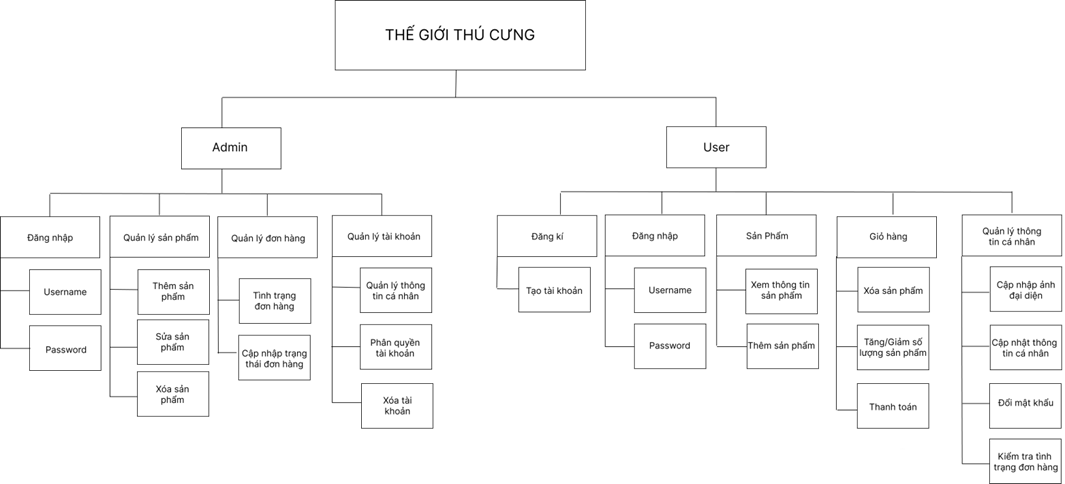 THẾ GIỚI THÚ CƯNG
Admin
User
Đăng nhập
Quản lý sản phẩm
Quản lý đơn hàng
Quản lý tài khoản
Đăng kí
Đăng nhập
Sản Phẩm
Giỏ hàng
Quản lý thông
tin cá nhân
Username
Password
Thêm sản
phẩm
Sửa sản
phẩm
Xóa sản
phẩm
Tình trạng
đơn hàng
Cập nhập trạng
thái đơn hàng
Quản lý thông
tin cá nhân
Phân quyền
tài khoản
Xóa tài
khoản
Tạo tài khoản
Username
Password
Xem thông tin
sản phẩm
Thêm sản phẩm
Xóa sản phẩm
Tăng/Giảm số
lượng sản phẩm
Thanh toán
Cập nhập ảnh
đại diện
Cập nhật thông
tin cá nhân
Đổi mật khẩu
Kiểm tra tình
trạng đơn hàng